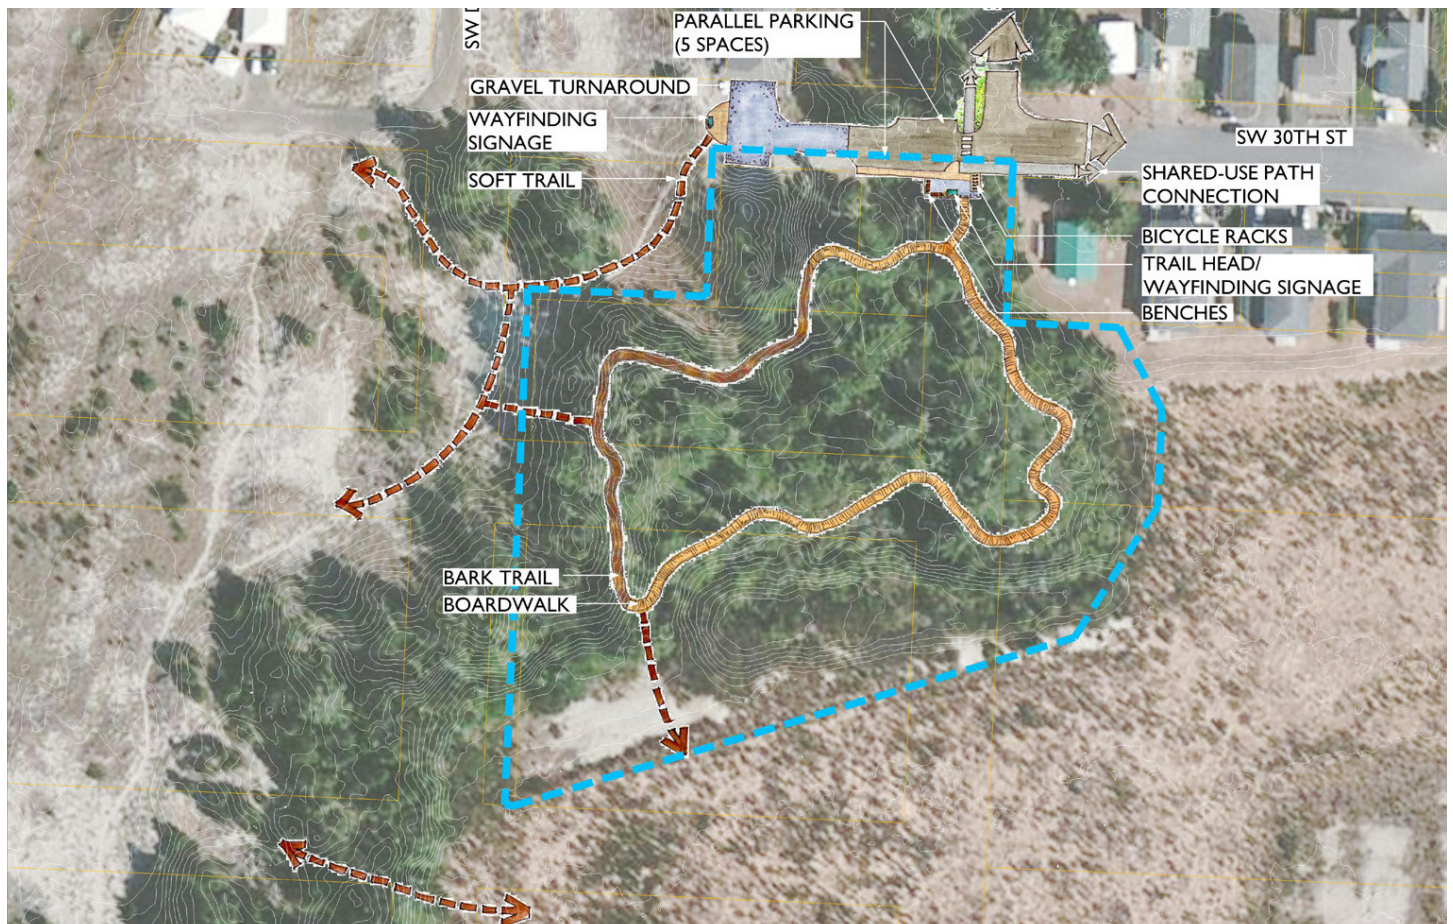 PARALLEL PARKING
(5 SPACES)
GRAVEL TURNAROUND
WAYFINDING
SIGNAGE
SOFT TRAIL
SW 30TH ST
SHARED-USE PATH
CONNECTION
BICYCLE RACKS
TRAIL HEAD/
WAYFINDING SIGNAGE
BENCHES
BARK TRAIL
BOARDWALK
SW